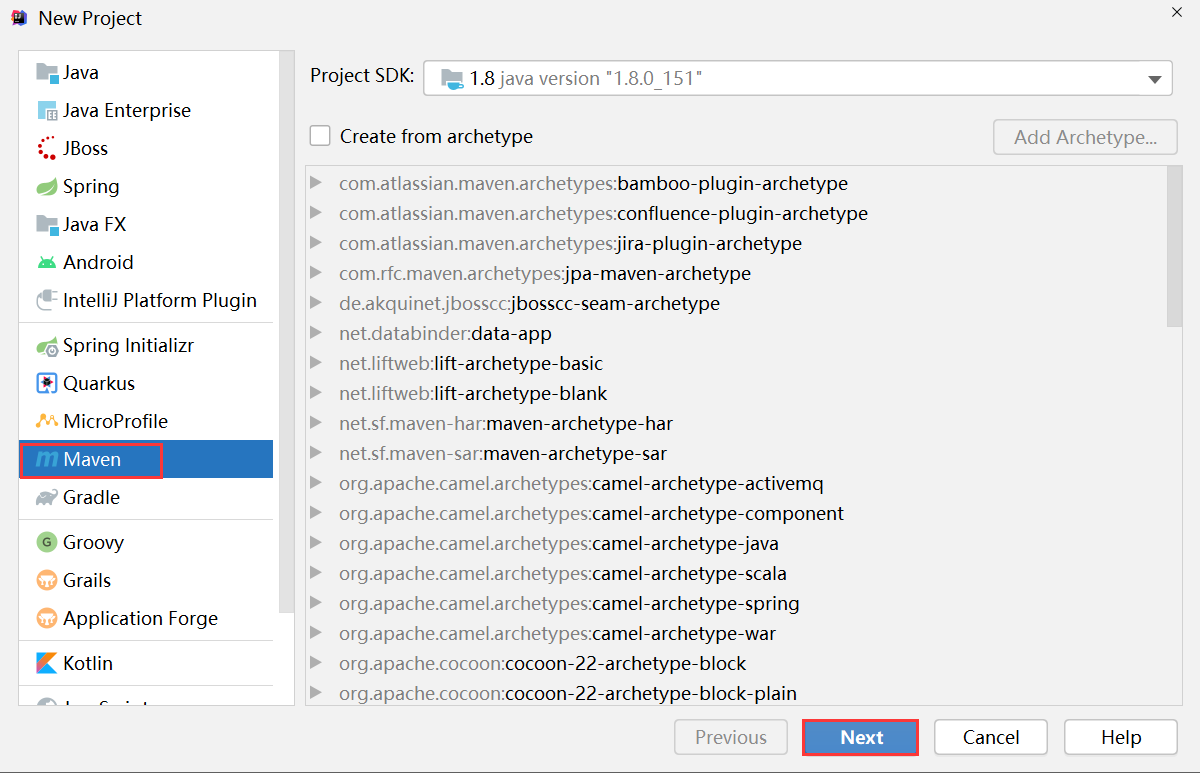 New Project
Java
Java Enterprise
JBoss
Spring
Java FX
Android
IntelliJ Platform Plugin
Spring Initializr
Quarkus
MicroProfile
Maven
Gradle
Groovy
Grails
Application Forge
Kotlin
Project SDK: 1.8 java version "1.8.0_151"
Create from archetype
Add Archetype...
com.atlassian.maven.archetypes:bamboo-plugin-archetype
com.atlassian.maven.archetypes:confluence-plugin-archetype
com.atlassian.maven.archetypes:jira-plugin-archetype
com.rfc.maven.archetypes:jpa-maven-archetype
de.akquinet.jbosscc:jbosscc-seam-archetype
net.databinder:data-app
net.liftweb:lift-archetype-basic
net.liftweb:lift-archetype-blank
net.sf.maven-har:maven-archetype-har
net.sf.maven-sar:maven-archetype-sar
org.apache.camel.archetypes:camel-archetype-activemq
org.apache.camel.archetypes:camel-archetype-component
org.apache.camel.archetypes:camel-archetype-java
org.apache.camel.archetypes:camel-archetype-scala
org.apache.camel.archetypes:camel-archetype-spring
org.apache.camel.archetypes:camel-archetype-war
org.apache.cocoon:cocoon-22-archetype-block
org.apache.cocoon:cocoon-22-archetype-block-plain
Previous
Next
Cancel
Help